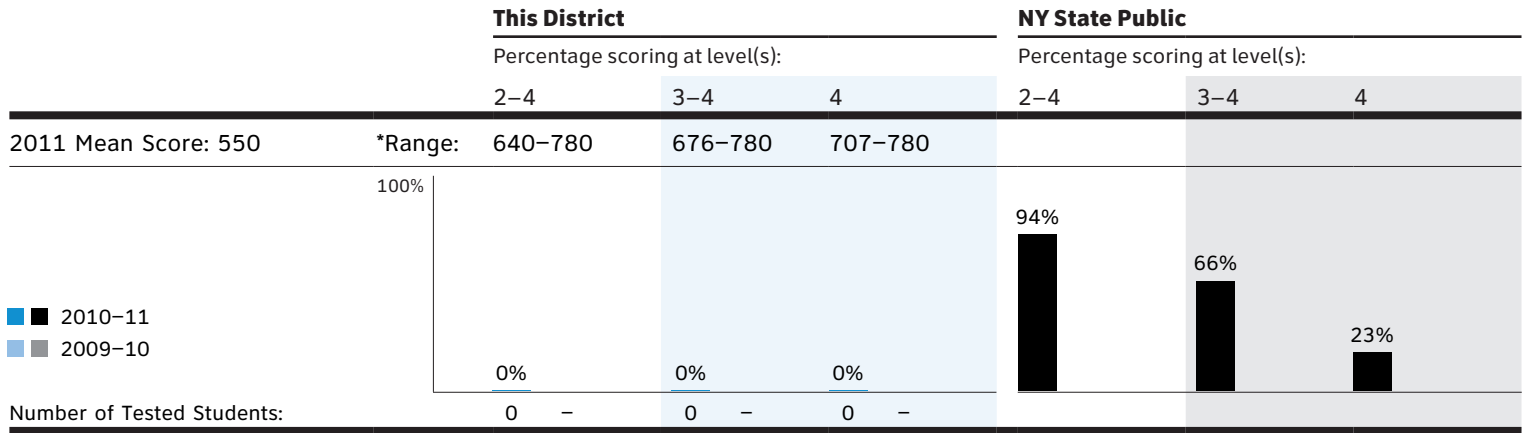 This District NY State Public
Percentage scoring at level(s): Percentage scoring at level(s):
2–4 3–4 4 2–4 3–4 4
2011 Mean Score: 550 *Range: 640–780 676–780 707–780
100%
94%
66%
2010–11
23%
2009–10
0% 0% 0%
Number of Tested Students: 0 – 0 – 0 –